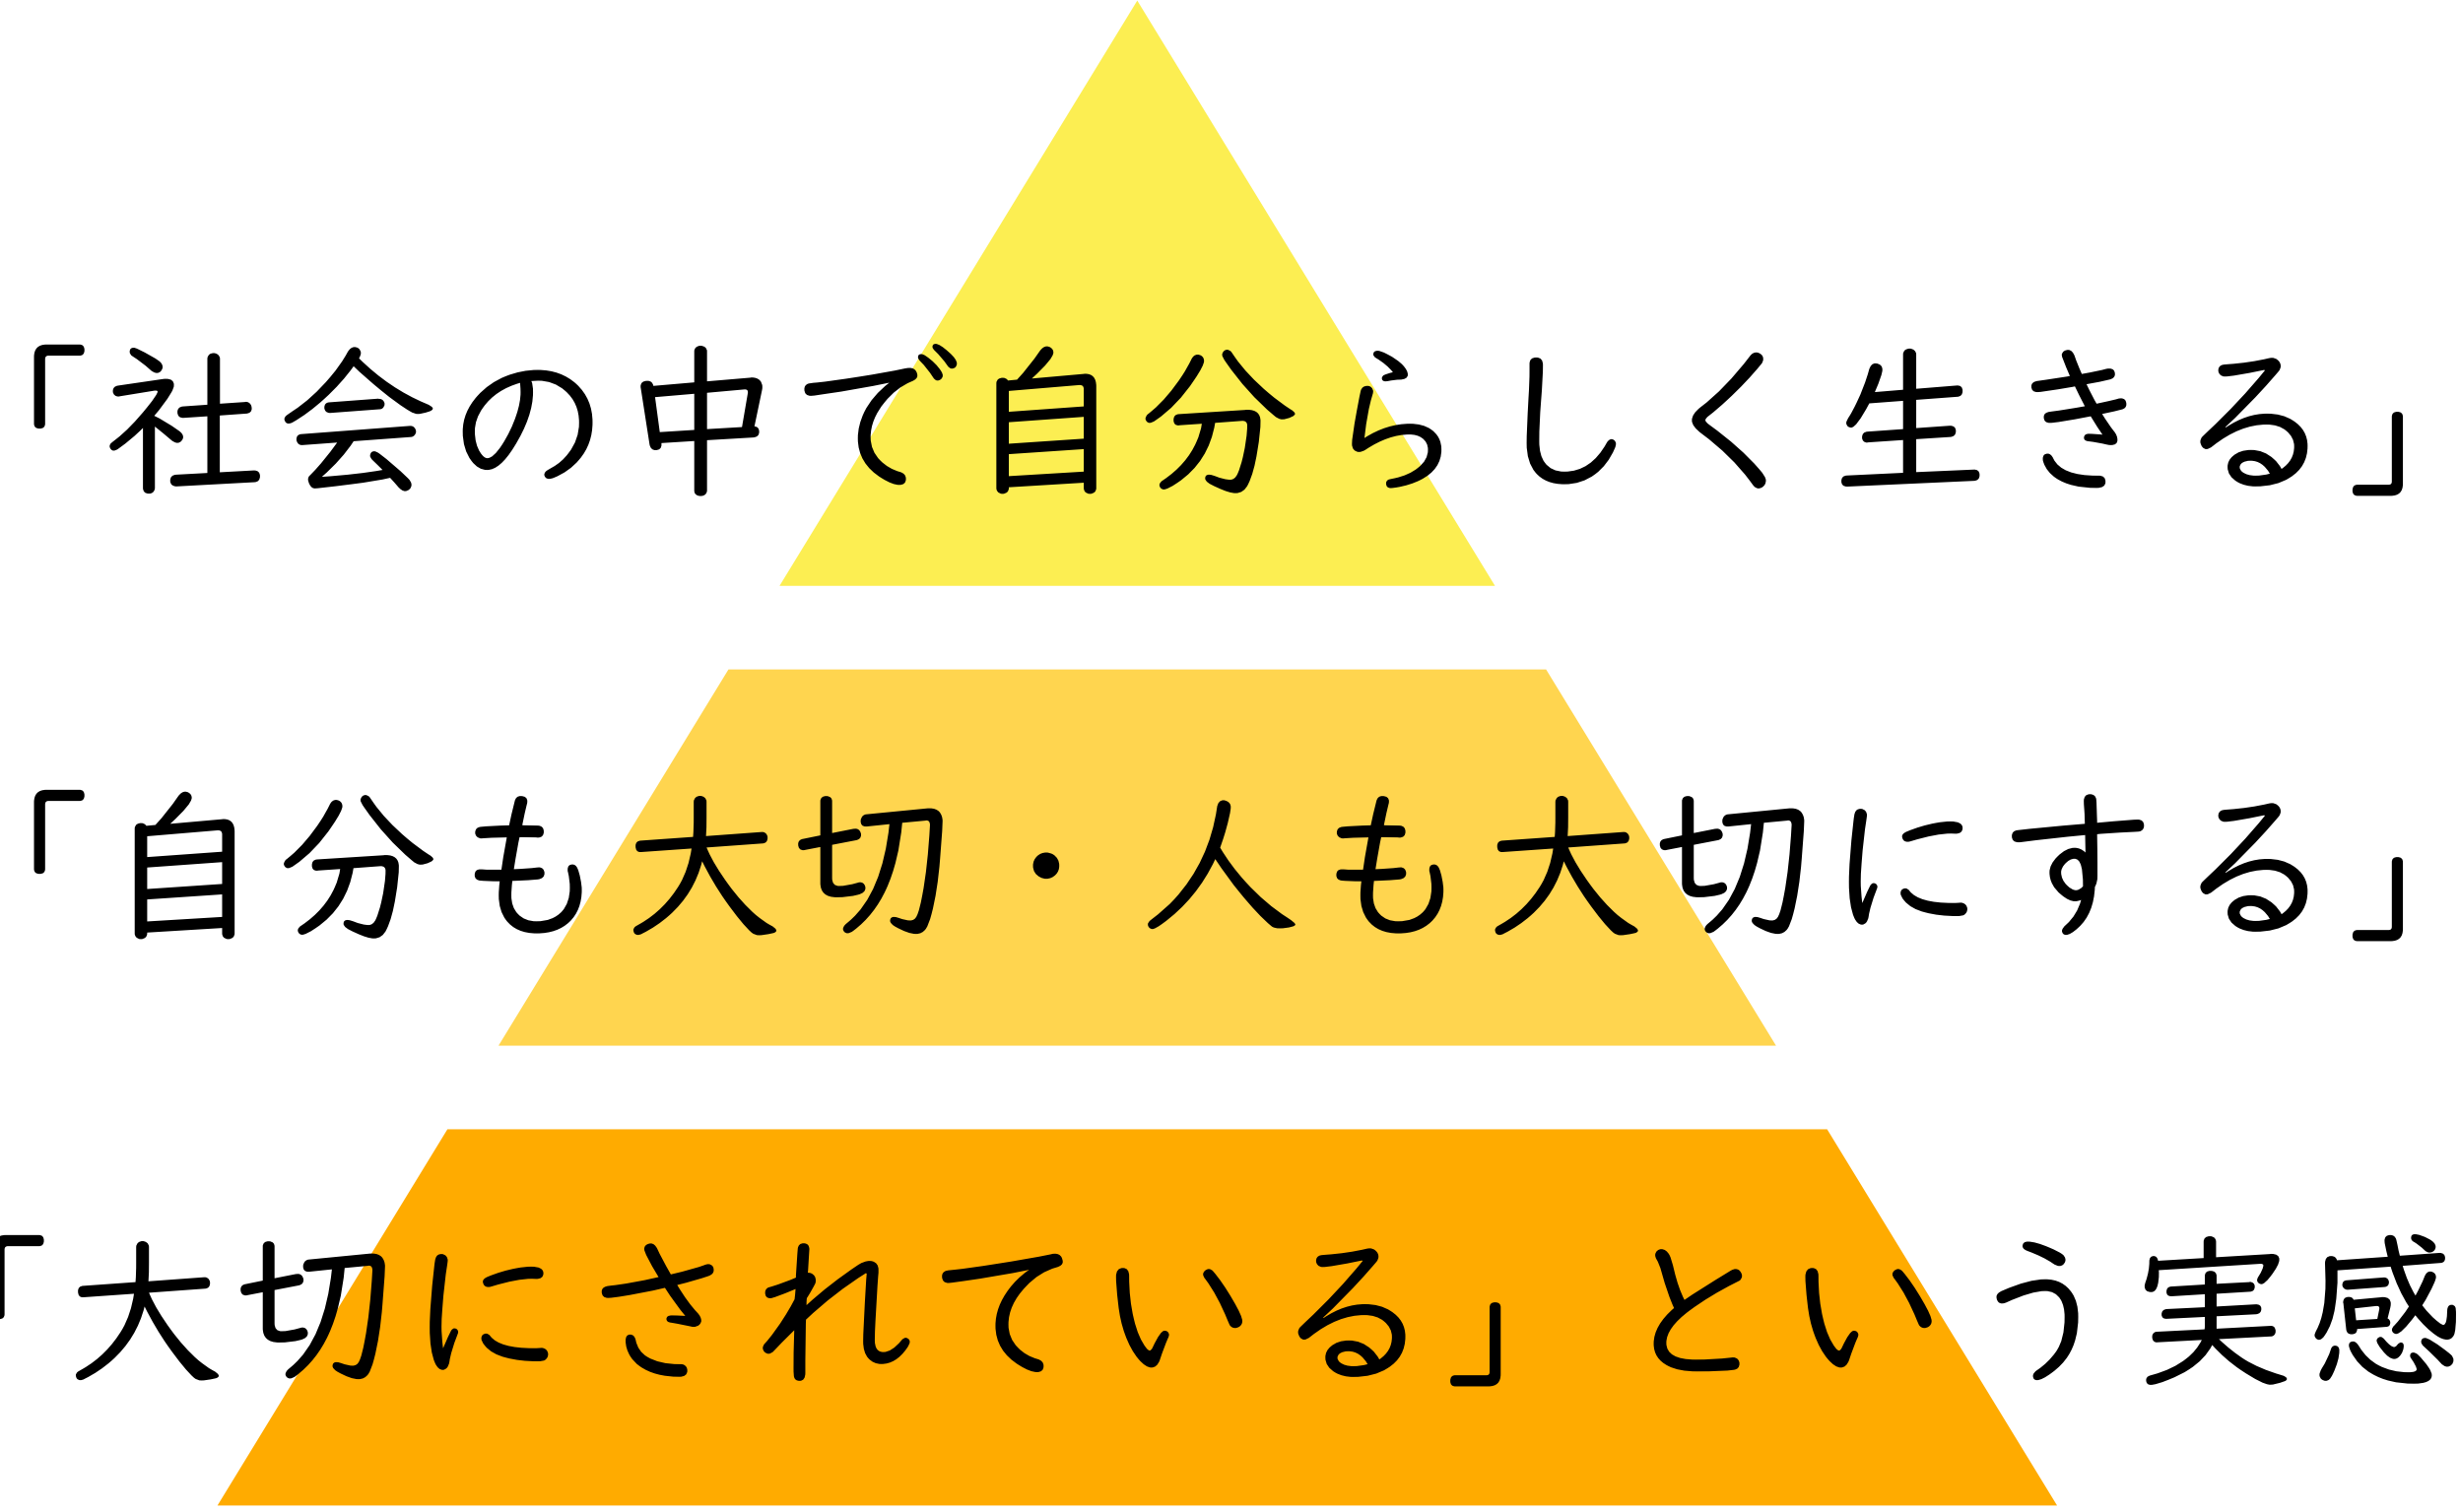 「社会の中で自分らしく生きる」
「自分も大切・人も大切にする」
「大切にされている」という実感